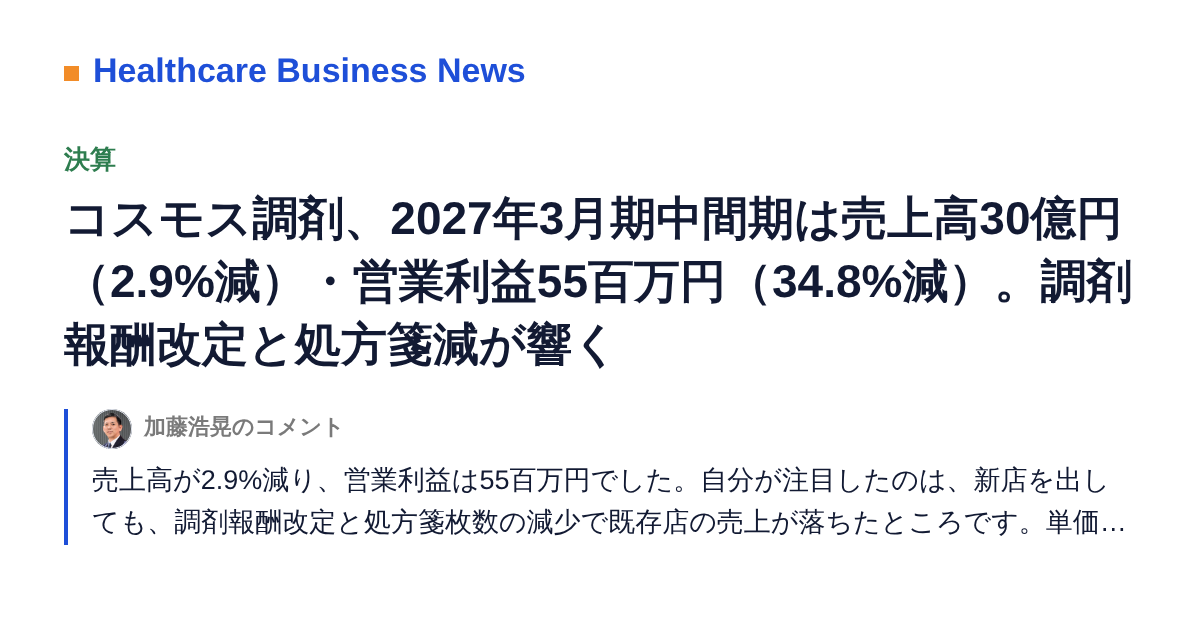 Healthcare Business News
決算
コスモス調剤、2027年3月期中間期は売上高30億円
（2.9%減）・営業利益55百万円（34.8%減）。調剤
報酬改定と処方箋減が響く
加藤浩晃のコメント
売上高が2.9%減り、営業利益は55百万円でした。自分が注目したのは、新店を出し
ても、調剤報酬改定と処方箋枚数の減少で既存店の売上が落ちたところです。単価…